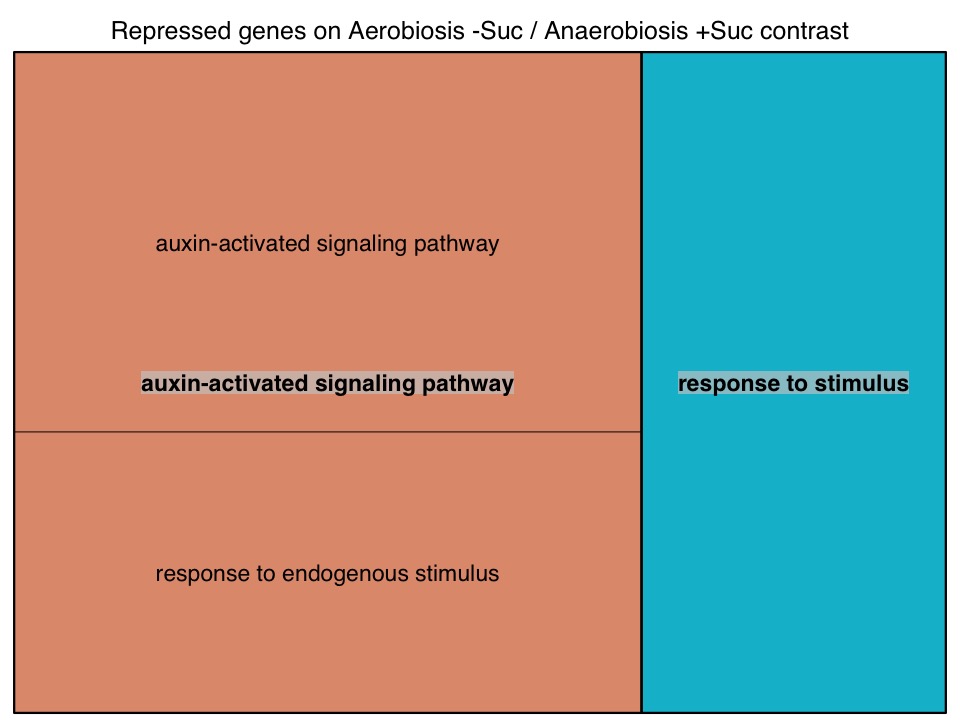 Repressed genes on Aerobiosis -Suc / Anaerobiosis +Suc contrast
auxin-activated signaling pathway
auxin-activated signaling pathway
response to stimulus
response to endogenous stimulus